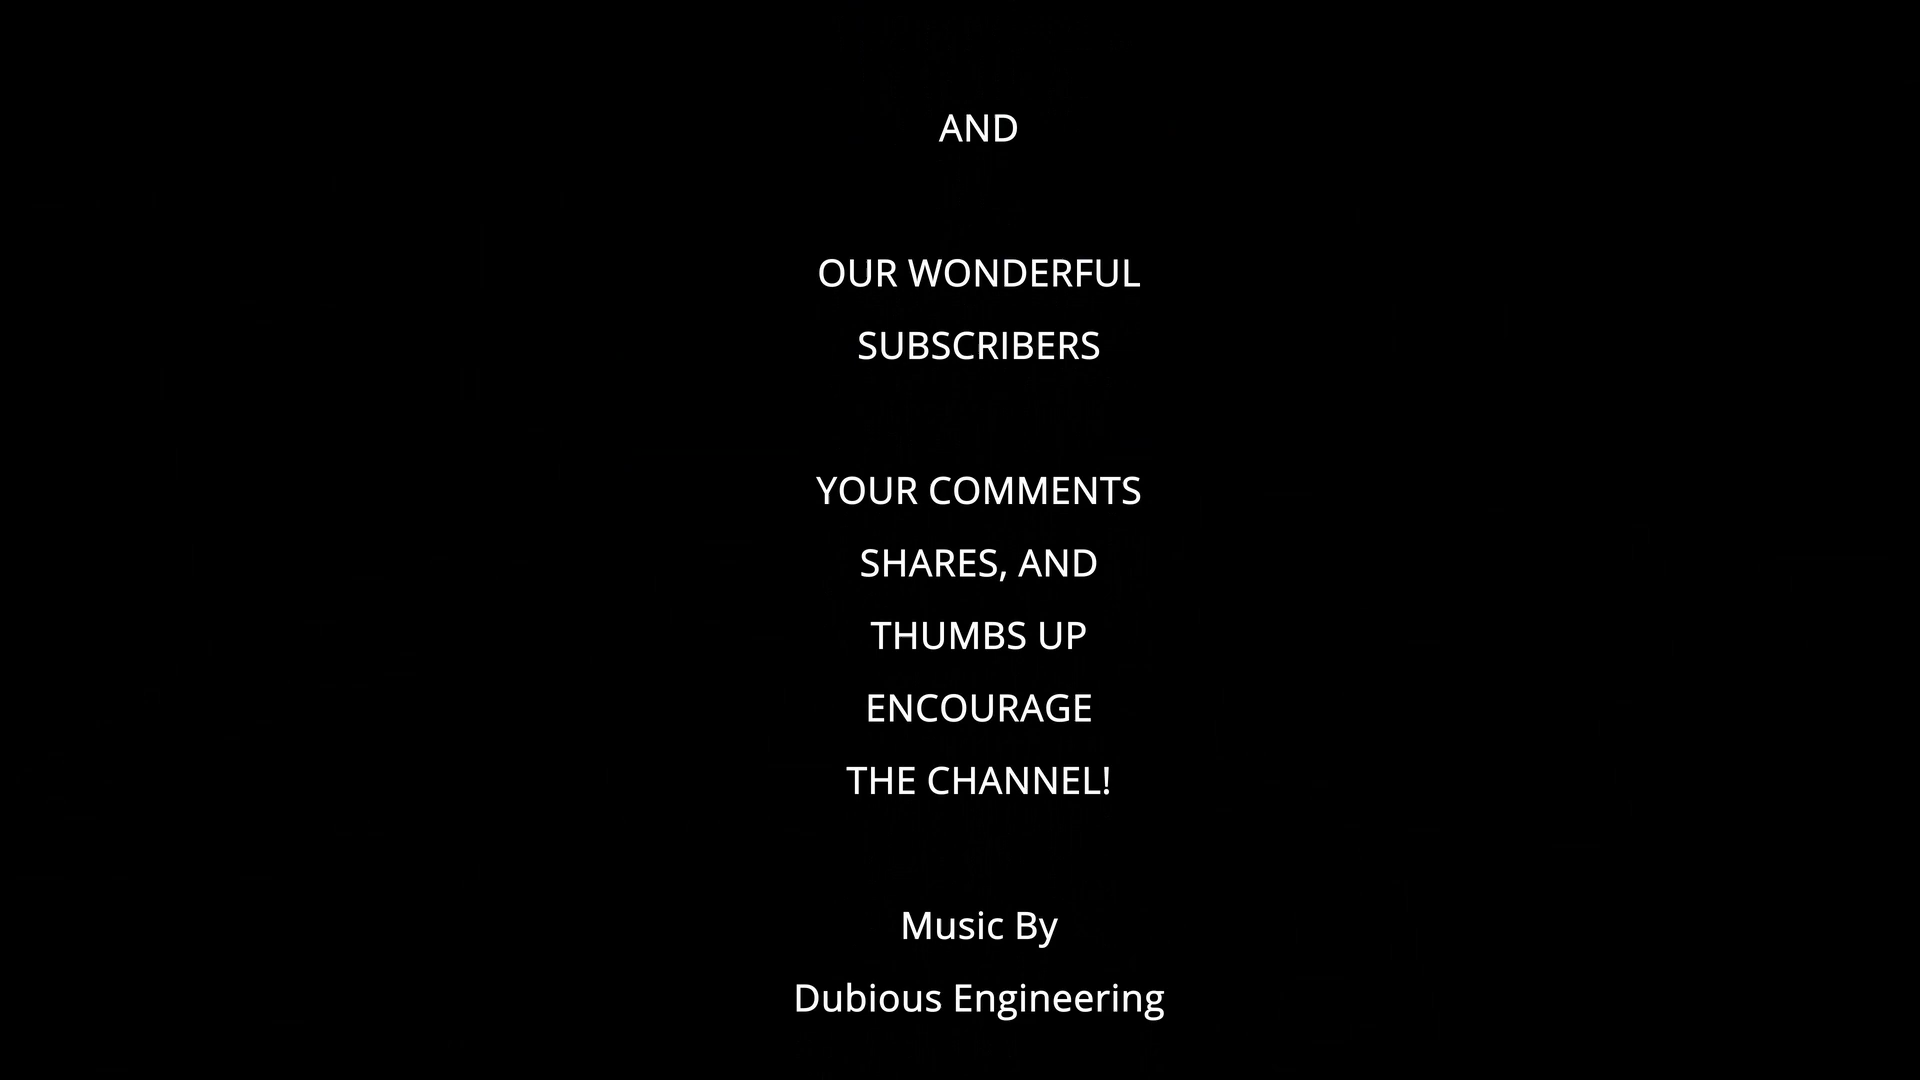 AND
OUR WONDERFUL
SUBSCRIBERS
YOUR COMMENTS
SHARES, AND
THUMBS UP
ENCOURAGE
THE CHANNEL!
Music By
Dubious Engineering